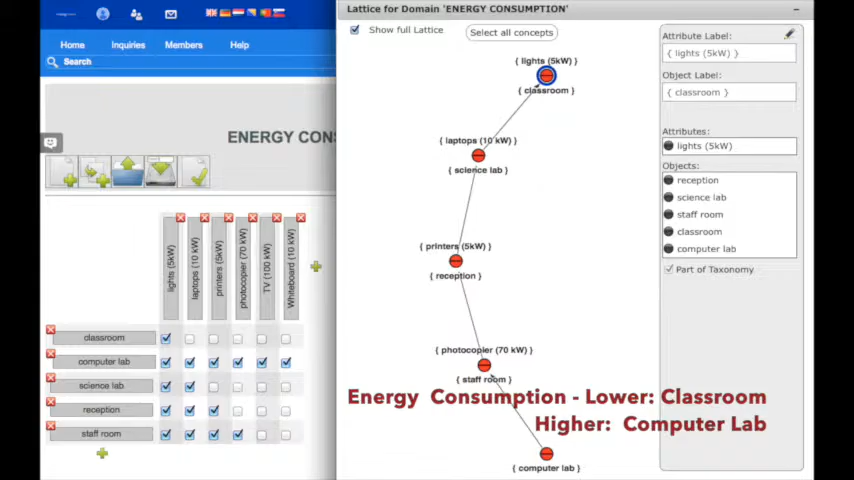 Home
Inquiries
Members
Help
Search
ENERGY CONS
lights (5kW)
laptops (10 kW)
printers (5kW)
photocopier (70 kW)
TV (100 kW)
Whiteboard (10 kW)
classroom
computer lab
science lab
reception
staff room
Lattice for Domain 'ENERGY CONSUMPTION'
Show full Lattice
Select all concepts
{ lights (5kW) }
{ classroom }
{ laptops (10 kW) }
{ science lab }
{ printers (5kW) }
{ reception }
{ photocopier (70 kW) }
{ staff room }
{ computer lab }
Attribute Label:
{ lights (5kW) }
Object Label:
{ classroom }
Attributes:
lights (5kW)
Objects:
reception
science lab
staff room
classroom
computer lab
Part of Taxonomy
Energy Consumption - Lower: Classroom
Higher: Computer Lab